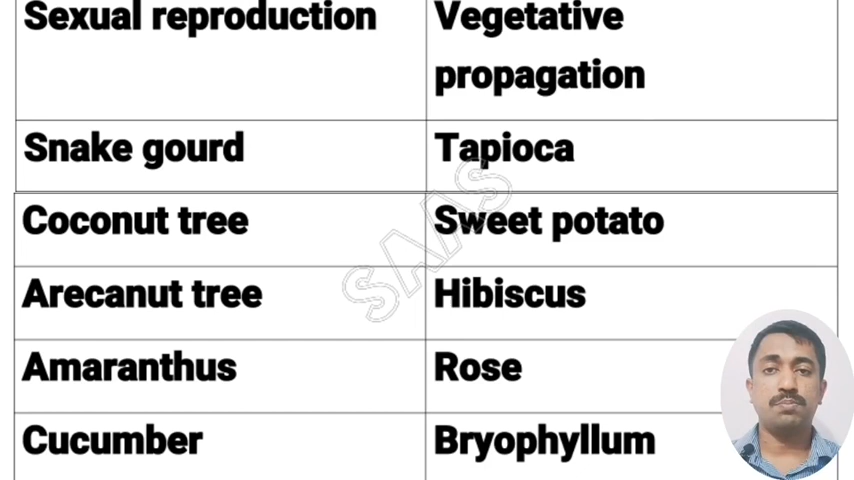 Sexual reproduction
Vegetative
propagation
Snake gourd
Tapioca
Coconut tree
Sweet potato
Arecanut tree
Hibiscus
Amaranthus
Rose
Cucumber
Bryophyllum
SAAS